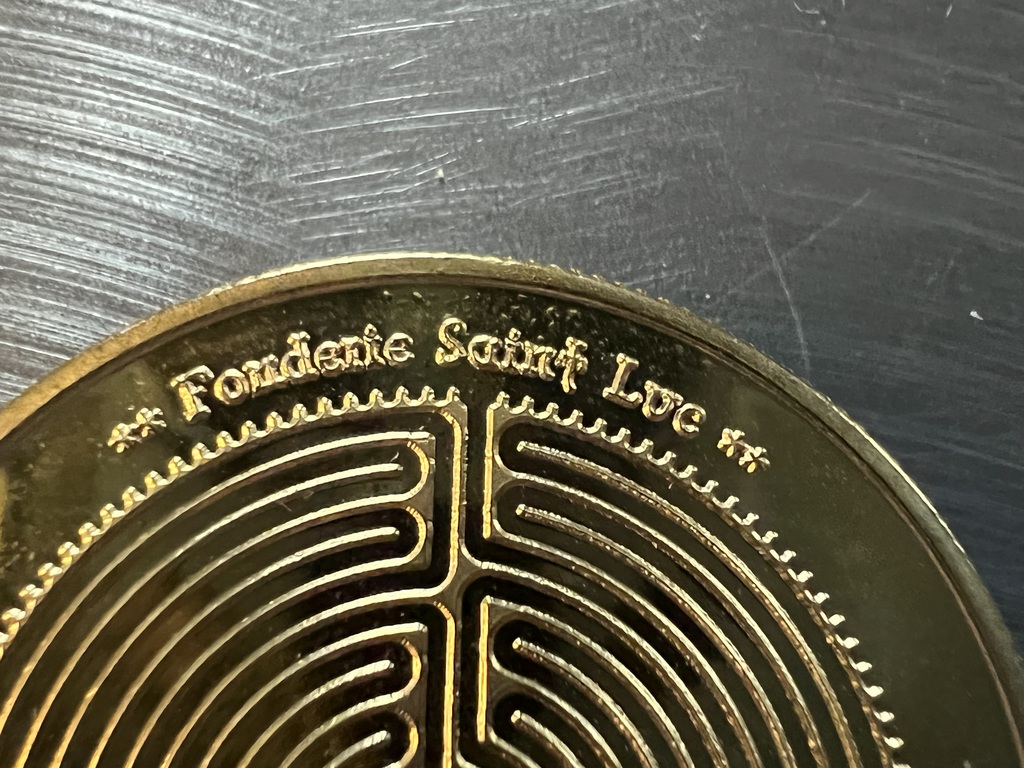 ** Fonderie Saint Luc **